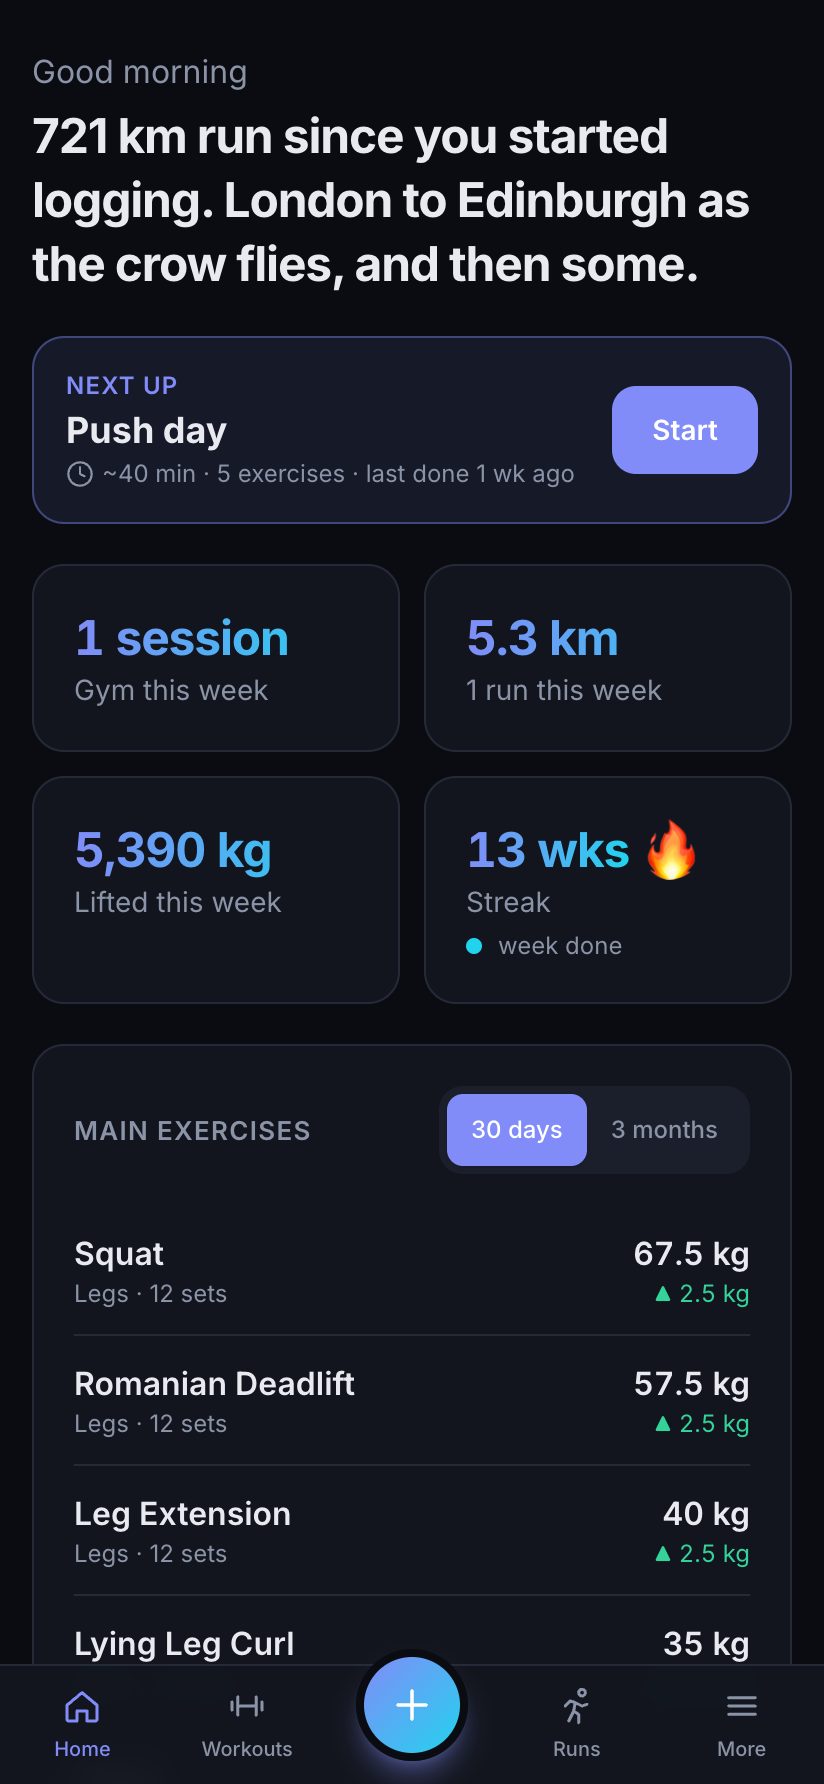 Good morning
721 km run since you started
logging. London to Edinburgh as
the crow flies, and then some.
NEXT UP
Push day
~40 min · 5 exercises · last done 1 wk ago
Start
1 session
Gym this week
5.3 km
1 run this week
5,390 kg
Lifted this week
13 wks 🔥
Streak
week done
MAIN EXERCISES
30 days
3 months
Squat
67.5 kg
Legs · 12 sets
▲ 2.5 kg
Romanian Deadlift
57.5 kg
Legs · 12 sets
▲ 2.5 kg
Leg Extension
40 kg
Legs · 12 sets
▲ 2.5 kg
Lying Leg Curl
35 kg
Home
Workouts
Runs
More